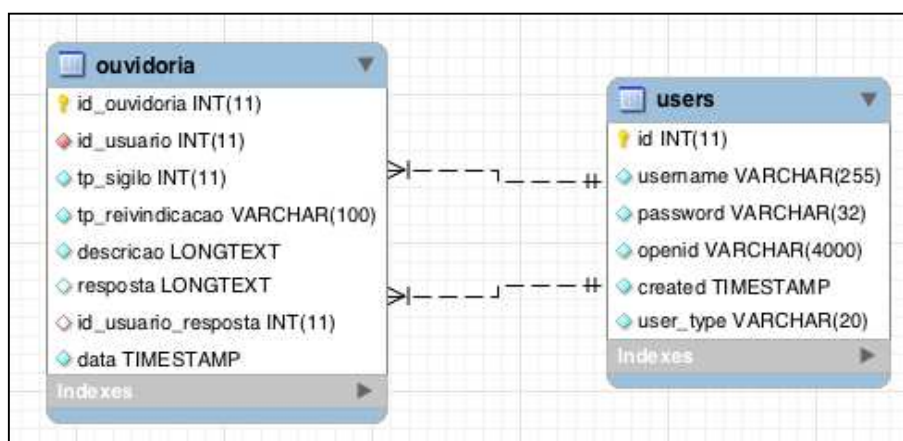 ouvidoria
id_ouvidoria INT(11)
id_usuario INT(11)
tp_sigilo INT(11)
tp_reivindicacao VARCHAR(100)
descricao LONGTEXT
resposta LONGTEXT
id_usuario_resposta INT(11)
data TIMESTAMP
Indexes
users
id INT(11)
username VARCHAR(255)
password VARCHAR(32)
openid VARCHAR(4000)
created TIMESTAMP
user_type VARCHAR(20)
Indexes